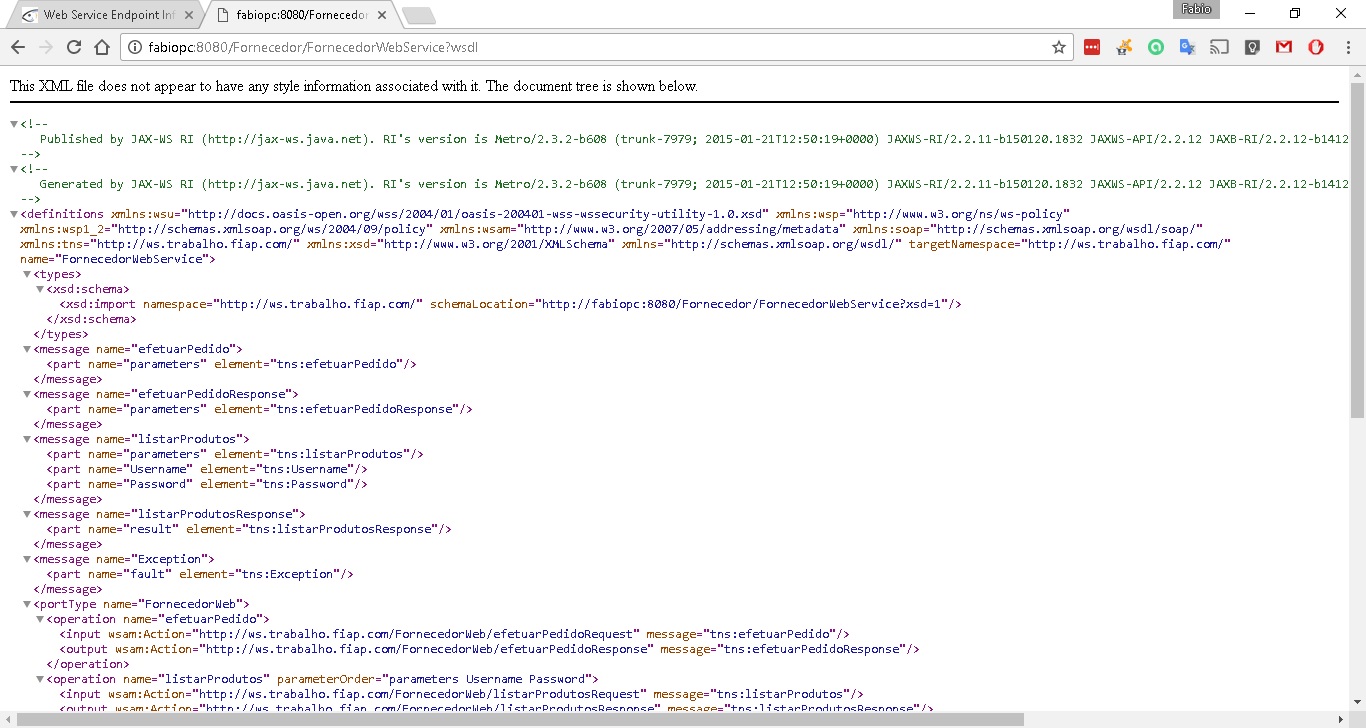 Web Service Endpoint Inf
fabiopc:8080/Fornecedor
Fabio
fabiopc:8080/Fornecedor/FornecedorWebService?wsdl
This XML file does not appear to have any style information associated with it. The document tree is shown below.
<!--
Published by JAX-WS RI (http://jax-ws.java.net). RI's version is Metro/2.3.2-b608 (trunk-7979; 2015-01-21T12:50:19+0000) JAXWS-RI/2.2.11-b150120.1832 JAXWS-API/2.2.12 JAXB-RI/2.2.12-b1412
-->
<!--
Generated by JAX-WS RI (http://jax-ws.java.net). RI's version is Metro/2.3.2-b608 (trunk-7979; 2015-01-21T12:50:19+0000) JAXWS-RI/2.2.11-b150120.1832 JAXWS-API/2.2.12 JAXB-RI/2.2.12-b1412
-->
<definitions xmlns:wsu="http://docs.oasis-open.org/wss/2004/01/oasis-200401-wss-wssecurity-utility-1.0.xsd" xmlns:wsp="http://www.w3.org/ns/ws-policy"
xmlns:wsp1_2="http://schemas.xmlsoap.org/ws/2004/09/policy" xmlns:wsam="http://www.w3.org/2007/05/addressing/metadata" xmlns:soap="http://schemas.xmlsoap.org/wsdl/soap/"
xmlns:tns="http://ws.trabalho.fiap.com/" xmlns:xsd="http://www.w3.org/2001/XMLSchema" xmlns="http://schemas.xmlsoap.org/wsdl/" targetNamespace="http://ws.trabalho.fiap.com/"
name="FornecedorWebService">
<types>
<xsd:schema>
<xsd:import namespace="http://ws.trabalho.fiap.com/" schemaLocation="http://fabiopc:8080/Fornecedor/FornecedorWebService?xsd=1"/>
</xsd:schema>
</types>
<message name="efetuarPedido">
<part name="parameters" element="tns:efetuarPedido"/>
</message>
<message name="efetuarPedidoResponse">
<part name="parameters" element="tns:efetuarPedidoResponse"/>
</message>
<message name="listarProdutos">
<part name="parameters" element="tns:listarProdutos"/>
<part name="Username" element="tns:Username"/>
<part name="Password" element="tns:Password"/>
</message>
<message name="listarProdutosResponse">
<part name="result" element="tns:listarProdutosResponse"/>
</message>
<message name="Exception">
<part name="fault" element="tns:Exception"/>
</message>
<portType name="FornecedorWeb">
<operation name="efetuarPedido">
<input wsam:Action="http://ws.trabalho.fiap.com/FornecedorWeb/efetuarPedidoRequest" message="tns:efetuarPedido"/>
<output wsam:Action="http://ws.trabalho.fiap.com/FornecedorWeb/efetuarPedidoResponse" message="tns:efetuarPedidoResponse"/>
</operation>
<operation name="listarProdutos" parameterOrder="parameters Username Password">
<input wsam:Action="http://ws.trabalho.fiap.com/FornecedorWeb/listarProdutosRequest" message="tns:listarProdutos"/>
<output wsam:Action="http://ws.trabalho.fiap.com/FornecedorWeb/listarProdutosResponse" message="tns:listarProdutosResponse"/>